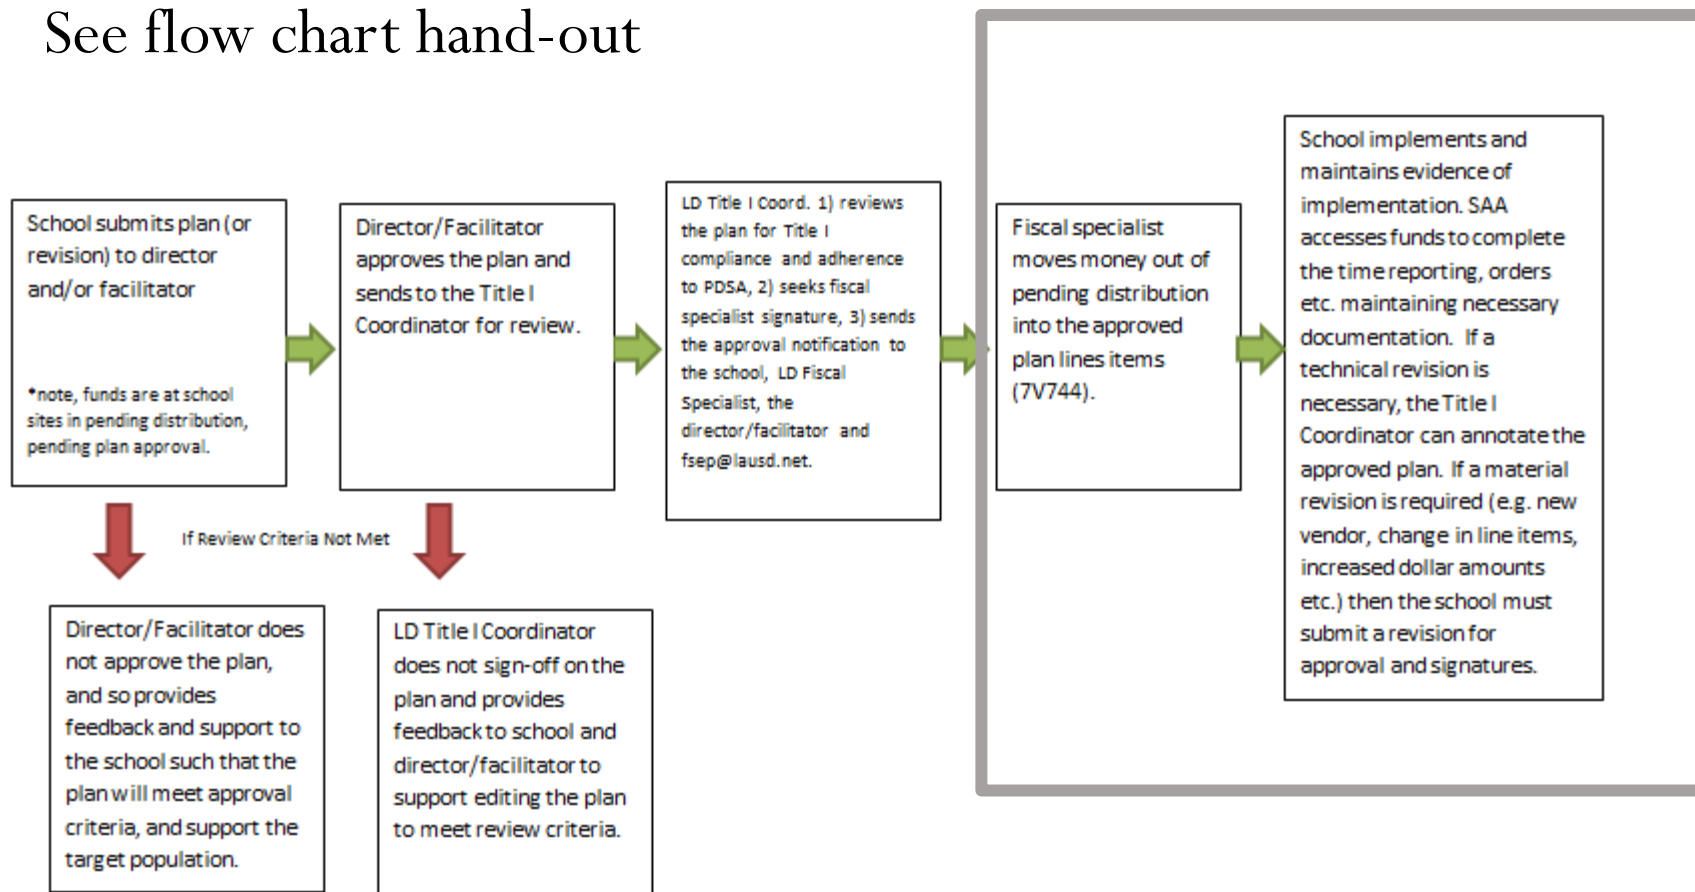 See flow chart hand-out
School submits plan (or
revision) to director
and/or facilitator
*note, funds are at school
sites in pending distribution,
pending plan approval.
Director/Facilitator
approves the plan and
sends to the Title I
Coordinator for review.
LD Title I Coord. 1) reviews
the plan for Title I
compliance and adherence
to PDSA, 2) seeks fiscal
specialist signature, 3) sends
the approval notification to
the school, LD Fiscal
Specialist, the
director/facilitator and
fsep@lausd.net.
Fiscal specialist
moves money out of
pending distribution
into the approved
plan lines items
(7V744).
School implements and
maintains evidence of
implementation. SAA
accesses funds to complete
the time reporting, orders
etc. maintaining necessary
documentation. If a
technical revision is
necessary, the Title I
Coordinator can annotate the
approved plan. If a material
revision is required (e.g. new
vendor, change in line items,
increased dollar amounts
etc.) then the school must
submit a revision for
approval and signatures.
If Review Criteria Not Met
Director/Facilitator does
not approve the plan,
and so provides
feedback and support to
the school such that the
plan will meet approval
criteria, and support the
target population.
LD Title I Coordinator
does not sign-off on the
plan and provides
feedback to school and
director/facilitator to
support editing the plan
to meet review criteria.